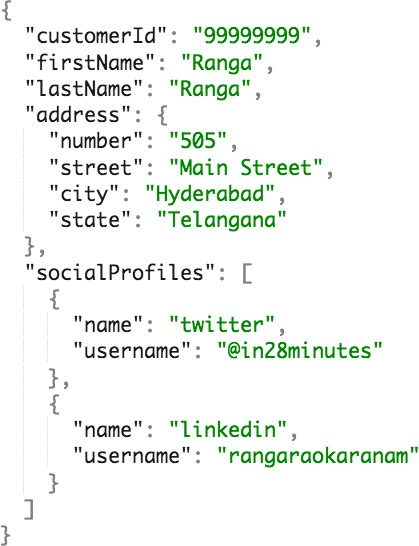 {
  "customerId": "99999999",
  "firstName": "Ranga",
  "lastName": "Ranga",
  "address": {
    "number": "505",
    "street": "Main Street",
    "city": "Hyderabad",
    "state": "Telangana"
  },
  "socialProfiles": [
    {
      "name": "twitter",
      "username": "@in28minutes"
    },
    {
      "name": "linkedin",
      "username": "rangaraokaranam"
    }
  ]
}